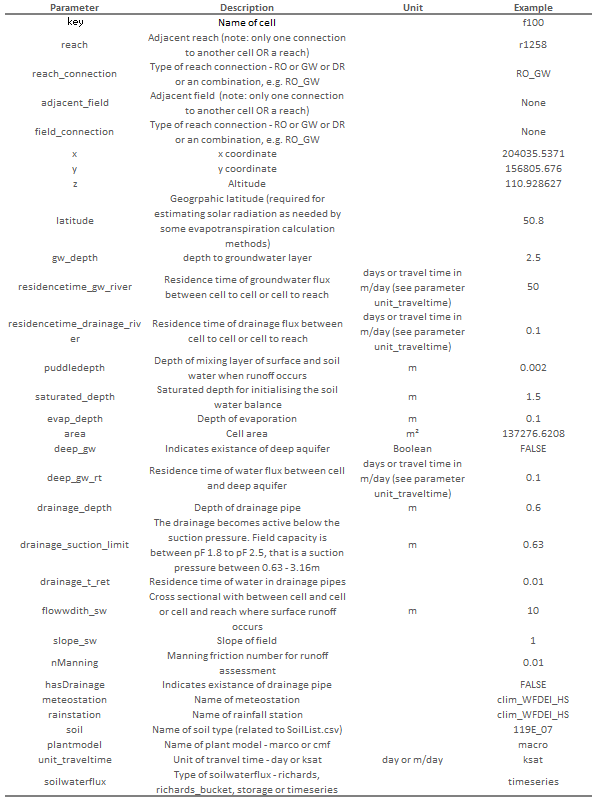 Parameter Description Unit Example
key Name of cell f100
reach Adjacent reach (note: only one connection to another cell OR a reach) r1258
reach_connection Type of reach connection - RO or GW or DR or an combination, e.g. RO_GW RO_GW
adjacent_field Adjacent field (note: only one connection to another cell OR a reach) None
field_connection Type of reach connection - RO or GW or DR or an combination, e.g. RO_GW None
x x coordinate 204035.5371
y y coordinate 156805.676
z Altitude 110.928627
latitude Geogrpahic latitude (required for estimating solar radiation as needed by some evapotranspiration calculation methods) 50.8
gw_depth depth to groundwater layer 2.5
residencetime_gw_river Residence time of groundwater flux between cell to cell or cell to reach days or travel time in m/day (see parameter unit_traveltime) 50
residencetime_drainage_river Residence time of drainage flux between cell to cell or cell to reach days or travel time in m/day (see parameter unit_traveltime) 0.1
puddledepth Depth of mixing layer of surface and soil water when runoff occurs m 0.002
saturated_depth Saturated depth for initialising the soil water balance m 1.5
evap_depth Depth of evaporation m 0.1
area Cell area m² 137276.6208
deep_gw Indicates existance of deep aquifer Boolean FALSE
deep_gw_rt Residence time of water flux between cell and deep aquifer days or travel time in m/day (see parameter unit_traveltime) 0.1
drainage_depth Depth of drainage pipe m 0.6
drainage_suction_limit The drainage becomes active below the suction pressure. Field capacity is between pF 1.8 to pF 2.5, that is a suction pressure between 0.63 - 3.16m m 0.63
drainage_t_ret Residence time of water in drainage pipes 0.01
flowwdith_sw Cross sectional with between cell and cell or cell and reach where surface runoff occurs m 10
slope_sw Slope of field 1
nManning Manning friction number for runoff assessment 0.01
hasDrainage Indicates existance of drainage pipe FALSE
meteostation Name of meteostation clim_WFDEI_HS
rainstation Name of rainfall station clim_WFDEI_HS
soil Name of soil type (related to SoilList.csv) 119E_07
plantmodel Name of plant model - marco or cmf macro
unit_traveltime Unit of tranvel time - day or ksat day or m/day ksat
soilwaterflux Type of soilwaterflux - richards, richards_bucket, storage or timeseries timeseries